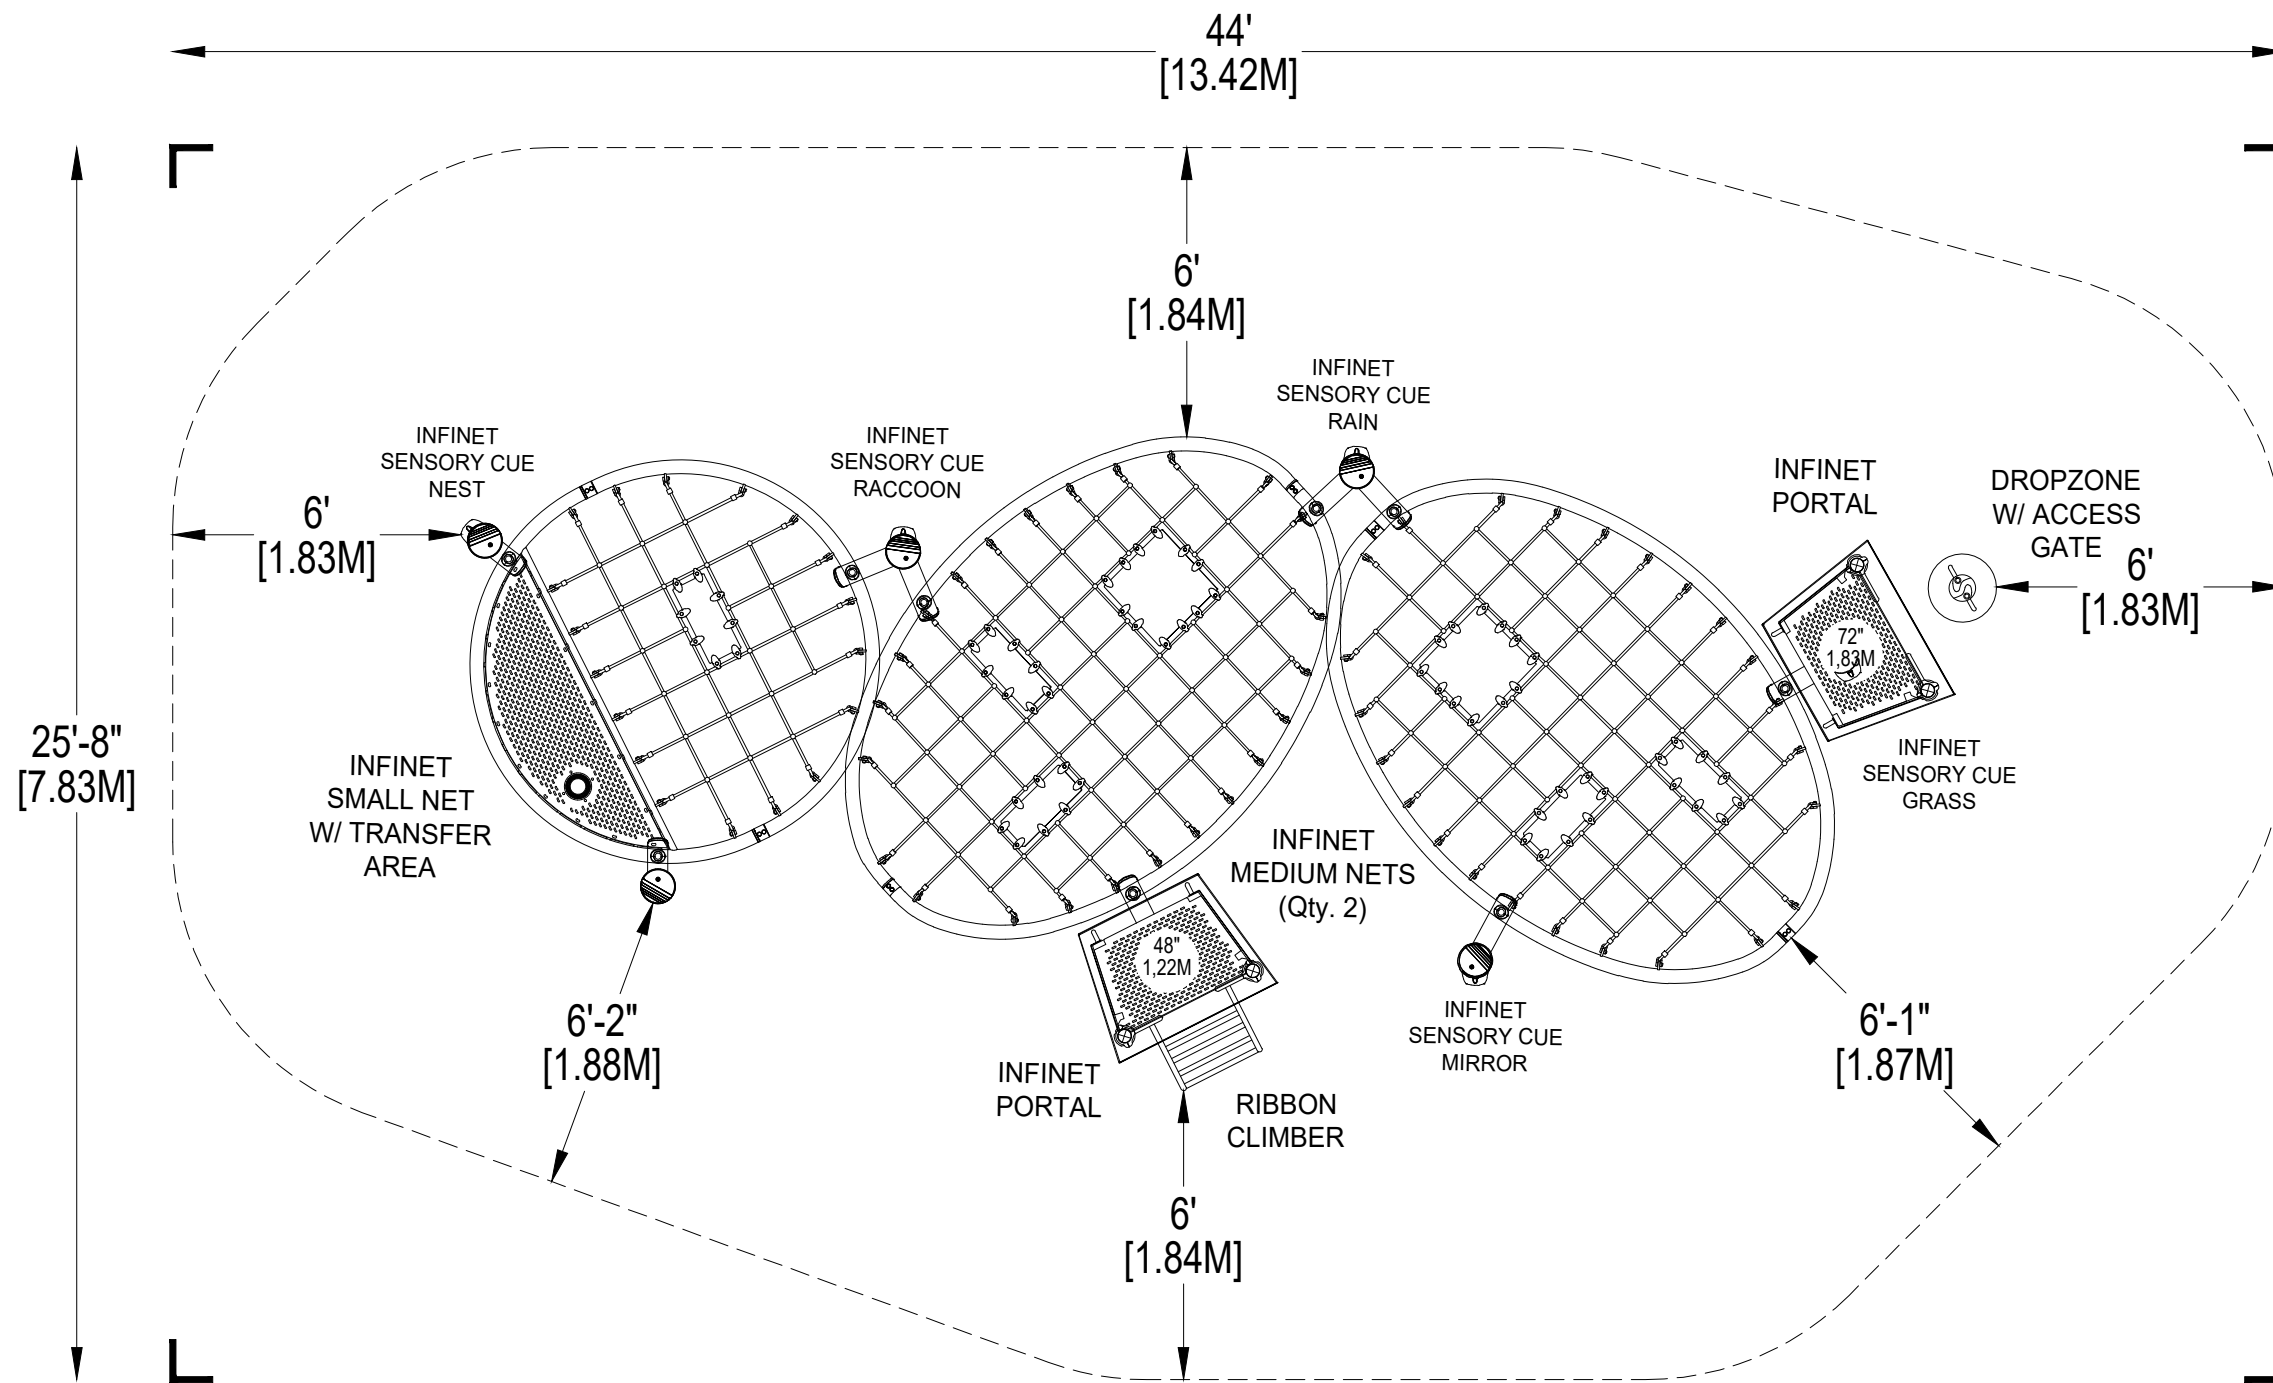 44'
[13.42M]
6'
[1.84M]
INFINET
SENSORY CUE
RAIN
INFINET
SENSORY CUE
NEST
INFINET
SENSORY CUE
RACCOON
INFINET
PORTAL
DROPZONE
W/ ACCESS
GATE
6'
[1.83M]
6'
[1.83M]
72"
1,83M
25'-8"
[7.83M]
INFINET
SMALL NET
W/ TRANSFER
AREA
INFINET
SENSORY CUE
GRASS
INFINET
MEDIUM NETS
(Qty. 2)
48"
1,22M
6'-2"
[1.88M]
INFINET
SENSORY CUE
MIRROR
6'-1"
[1.87M]
INFINET
PORTAL
RIBBON
CLIMBER
6'
[1.84M]